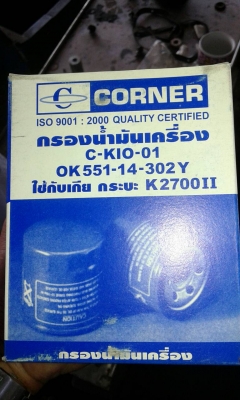 C CORNER
ISO 9001 : 2000 QUALITY CERTIFIED
กรองน้ำมันเครื่อง
C-KIO-01
OK551-14-302Y
ใช้กับเกีย กระบะ K2700II
CAUTION
กรองน้ำมันเครื่อง